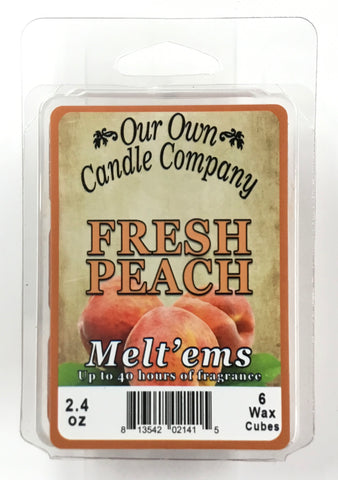 Our Own
Candle Company
FRESH
PEACH
Melt'ems
Up to 40 hours of fragrance
2.4
oz
6
Wax
Cubes
8 13542 02141 5